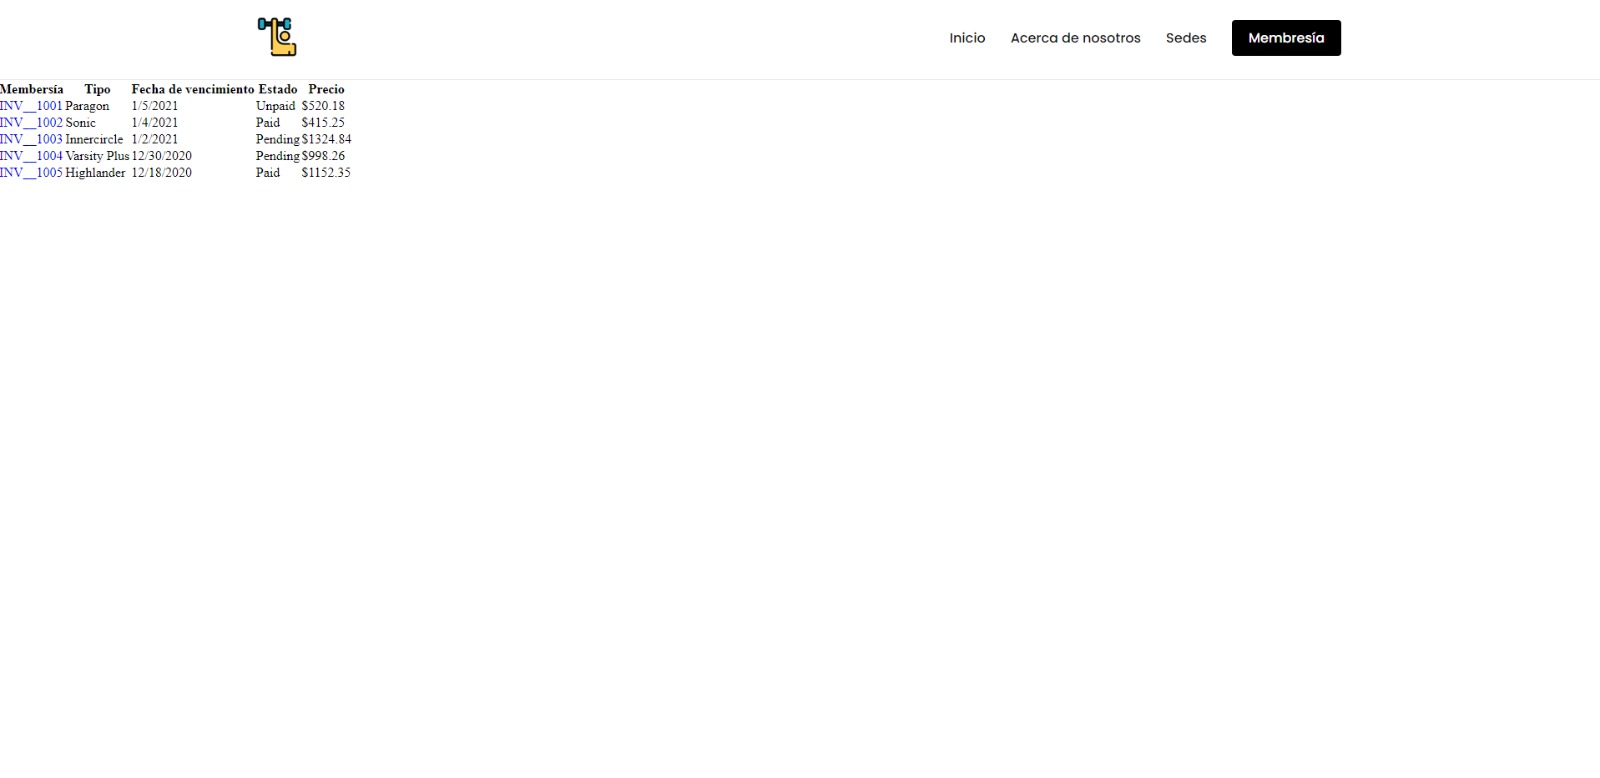 Inicio Acerca de nosotros Sedes Membresía
Membersía Tipo Fecha de vencimiento Estado Precio
INV__1001 Paragon 1/5/2021 Unpaid $520.18
INV__1002 Sonic 1/4/2021 Paid $415.25
INV__1003 Innercircle 1/2/2021 Pending $1324.84
INV__1004 Varsity Plus 12/30/2020 Pending $998.26
INV__1005 Highlander 12/18/2020 Paid $1152.35